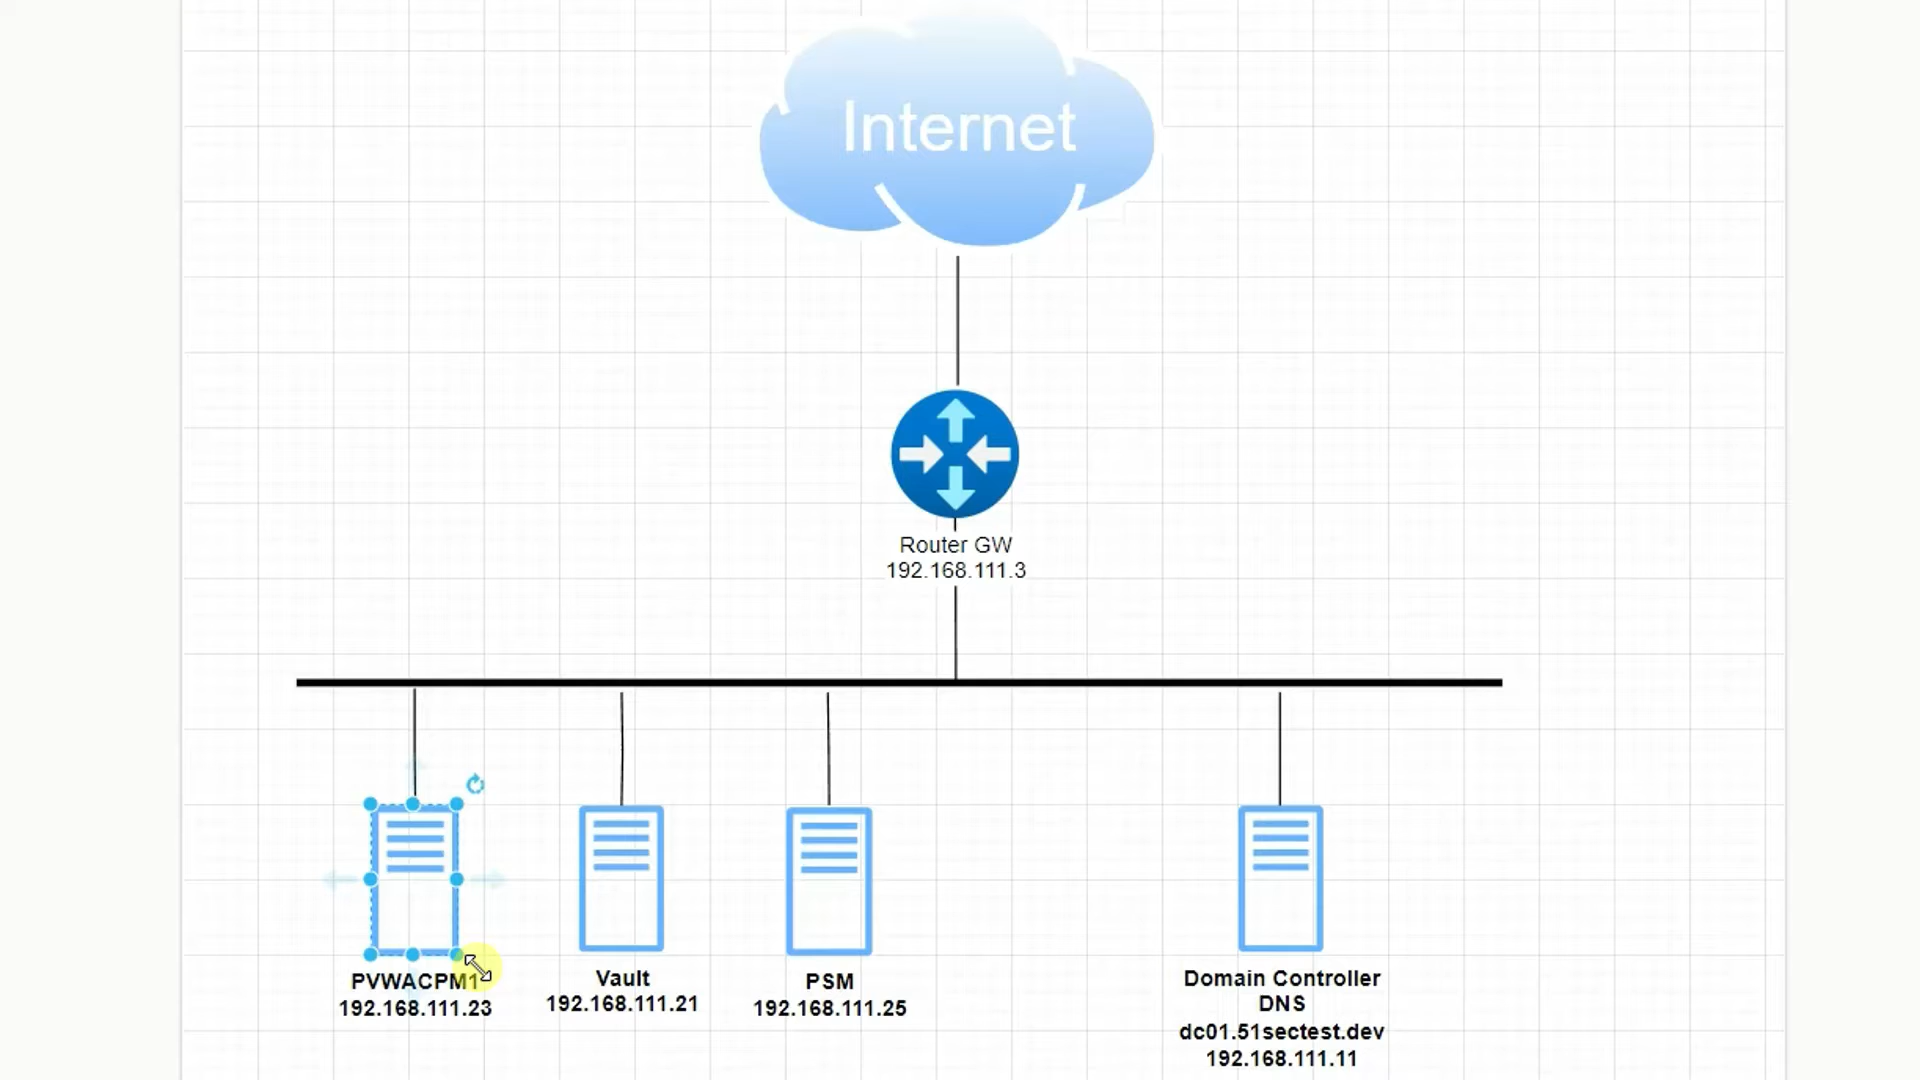 Internet
Router GW
192.168.111.3
PVWACPM1
192.168.111.23
Vault
192.168.111.21
PSM
192.168.111.25
Domain Controller
DNS
dc01.51sectest.dev
192.168.111.11